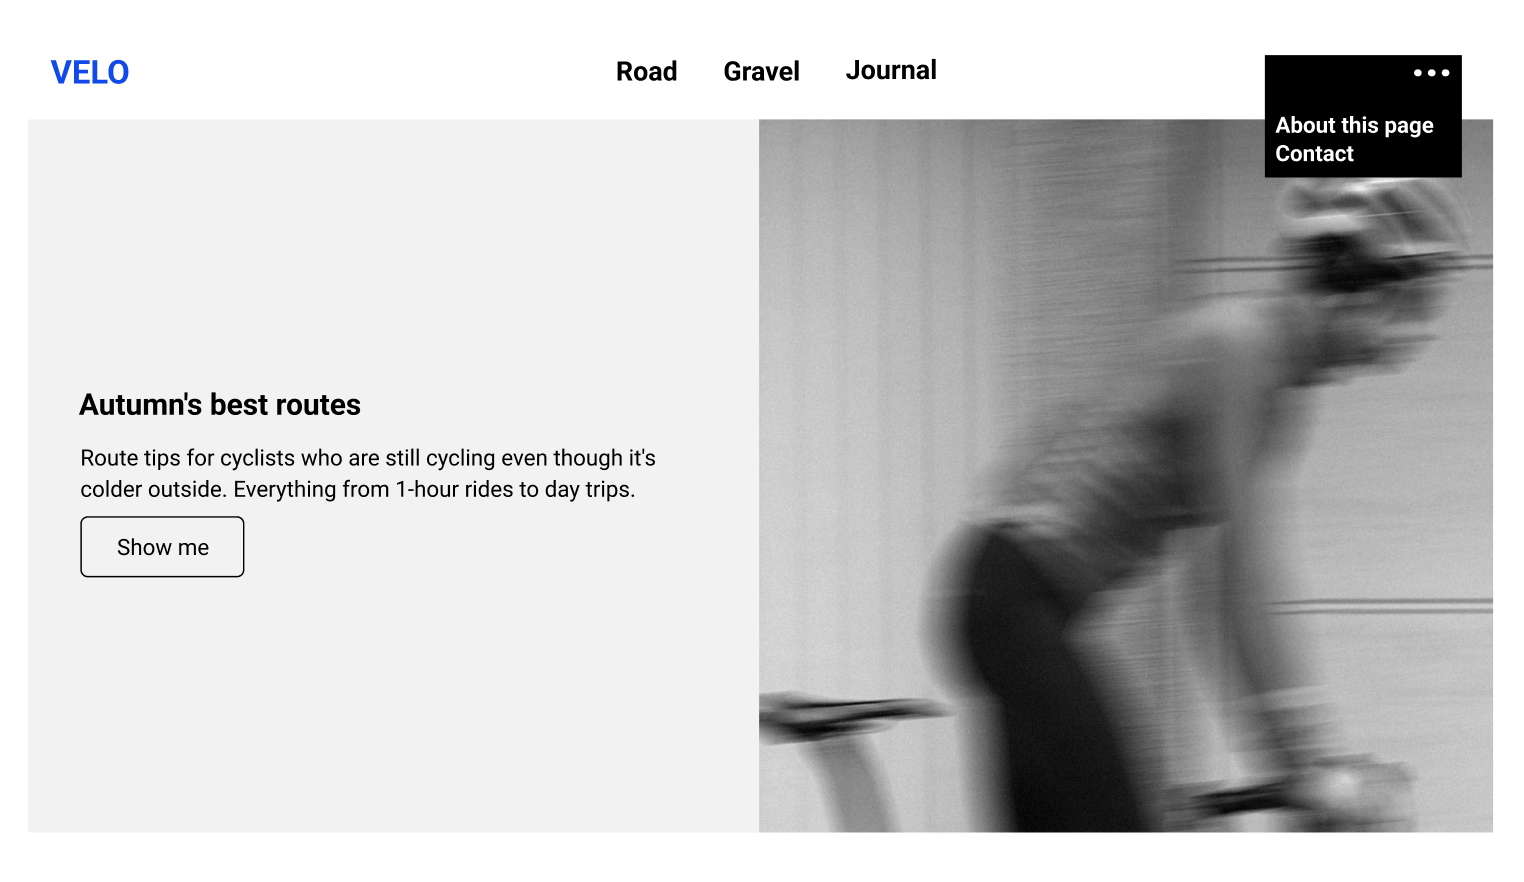 VELO
Road
Gravel
Journal
About this page
Contact
Autumn's best routes
Route tips for cyclists who are still cycling even though it's
colder outside. Everything from 1-hour rides to day trips.
Show me